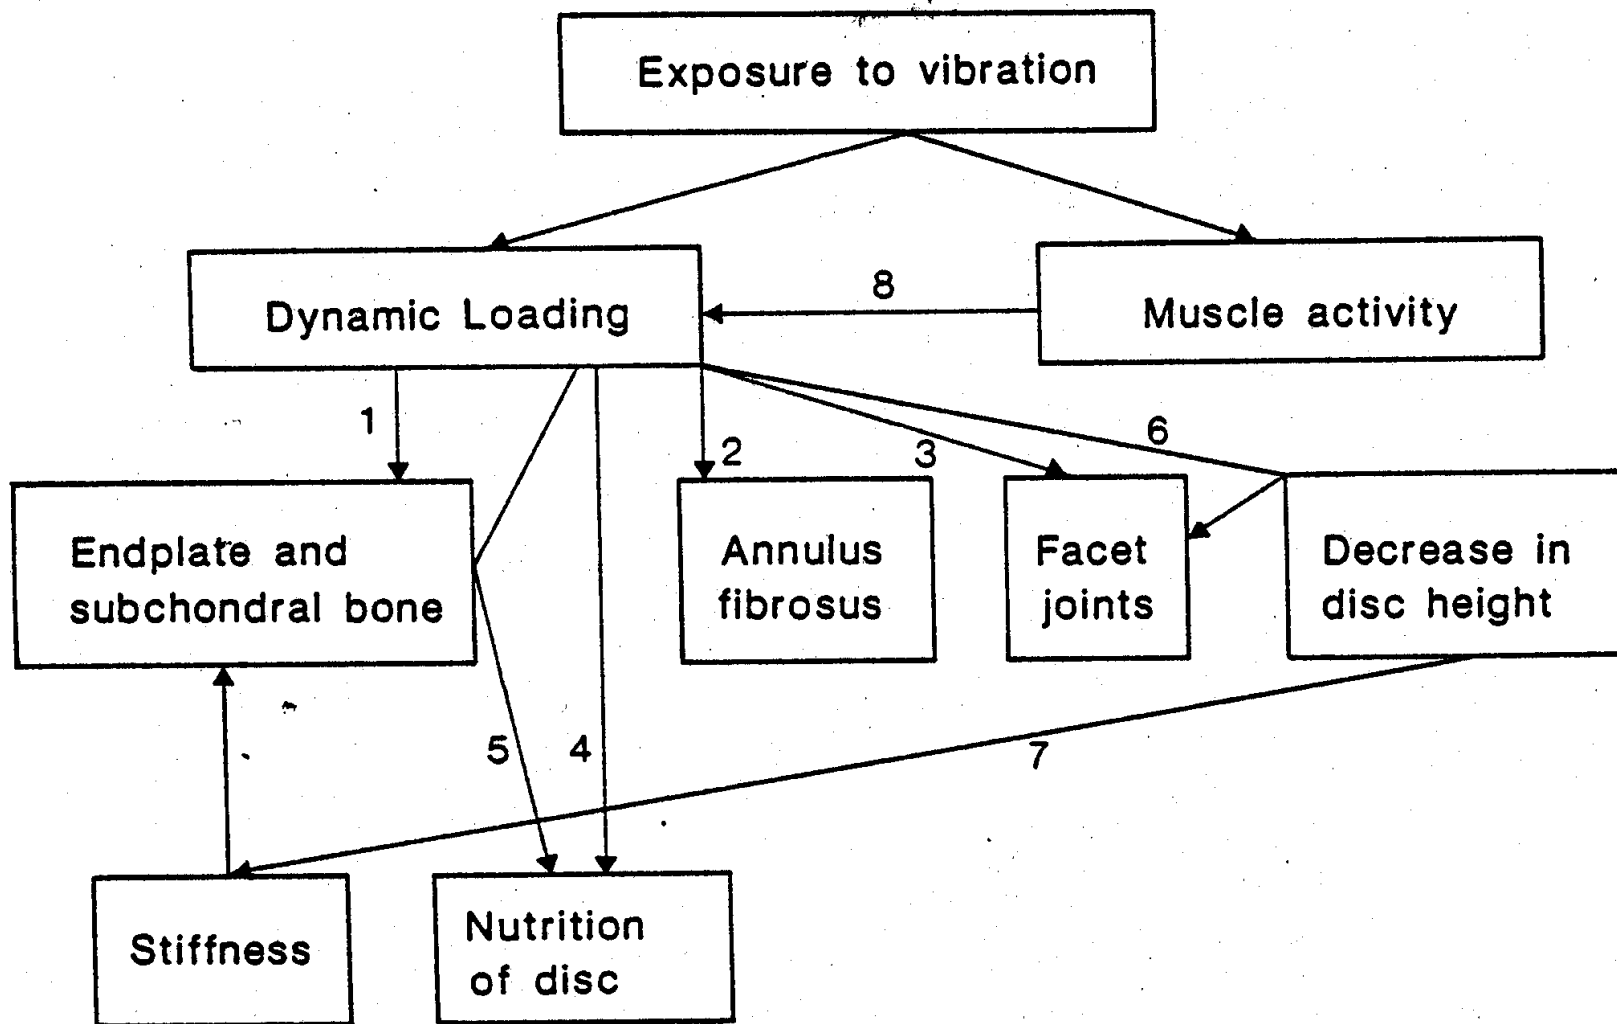 Exposure to vibration
Dynamic Loading
8
Muscle activity
1
2
3
6
Endplate and
subchondral bone
Annulus
fibrosus
Facet
joints
Decrease in
disc height
5
4
7
Stiffness
Nutrition
of disc